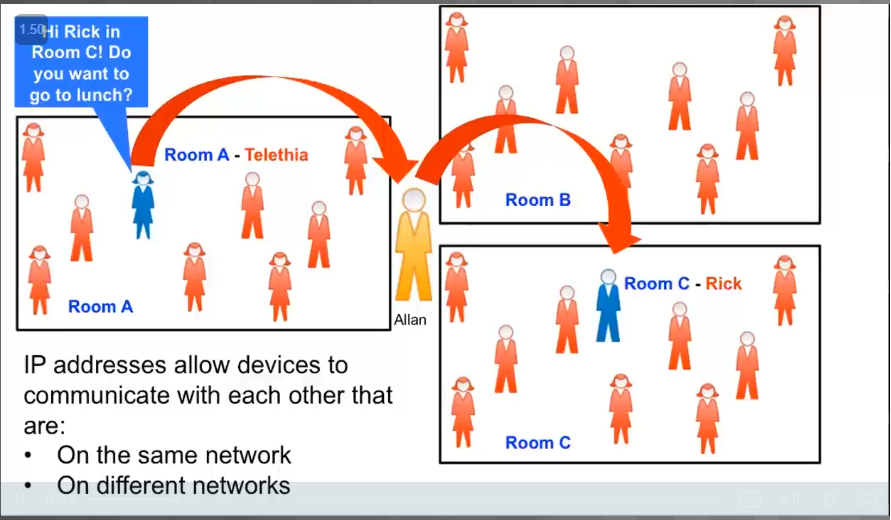 1.50
Hi Rick in
Room C! Do
you want to
go to lunch?
Room A - Telethia
Room A
Allan
Room B
Room C - Rick
Room C
IP addresses allow devices to
communicate with each other that
are:
• On the same network
• On different networks